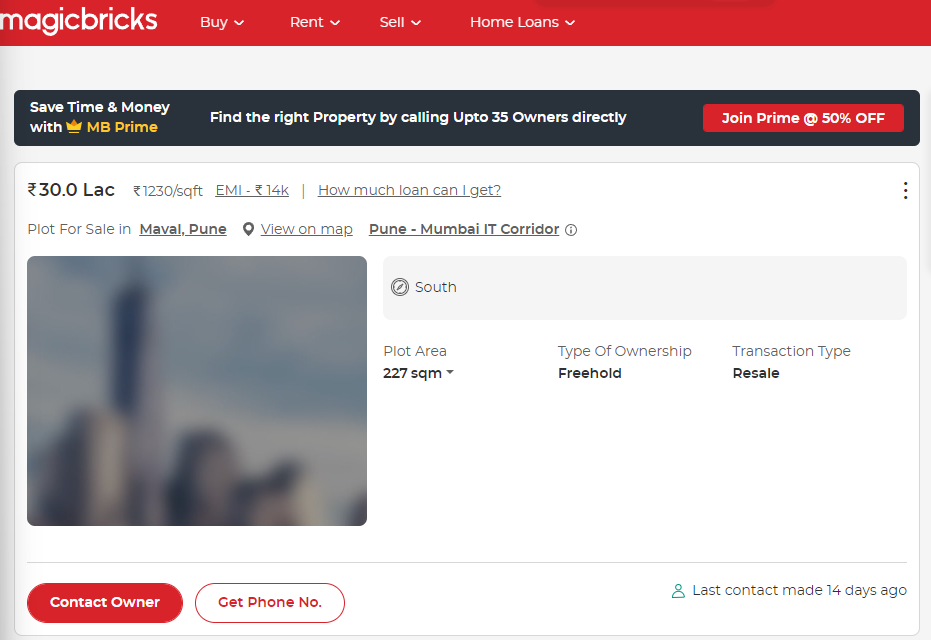 magicbricks Buy Rent Sell Home Loans
Save Time & Money
with MB Prime
Find the right Property by calling Upto 35 Owners directly
Join Prime @ 50% OFF
₹30.0 Lac ₹1230/sqft EMI - ₹ 14k | How much loan can I get?
Plot For Sale in Maval, Pune View on map Pune - Mumbai IT Corridor
South
Plot Area Type Of Ownership Transaction Type
227 sqm Freehold Resale
Contact Owner Get Phone No. Last contact made 14 days ago